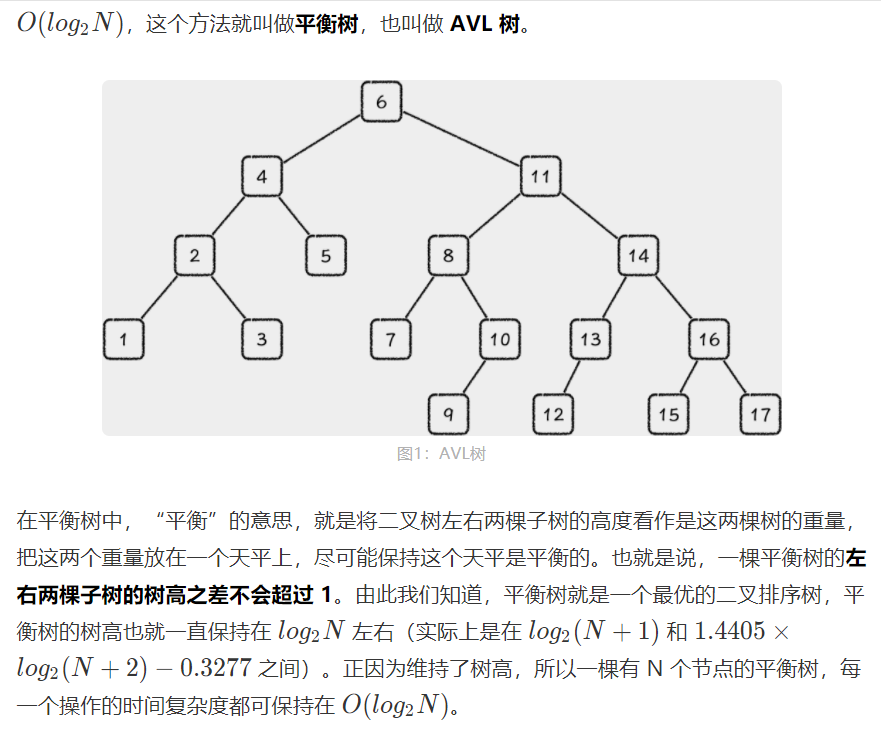 O(log₂N)，这个方法就叫做平衡树，也叫做 AVL 树。
6
4
11
2
5
8
14
1
3
7
10
13
16
9
12
15
17
图1：AVL树
在平衡树中，“平衡”的意思，就是将二叉树左右两棵子树的高度看作是这两棵树的重量，
把这两个重量放在一个天平上，尽可能保持这个天平是平衡的。也就是说，一棵平衡树的左
右两棵子树的树高之差不会超过 1。由此我们知道，平衡树就是一个最优的二叉排序树，平
衡树的树高也就一直保持在 log₂N 左右（实际上是在 log₂(N + 1) 和 1.4405 ×
log₂(N + 2) − 0.3277 之间）。正因为维持了树高，所以一棵有 N 个节点的平衡树，每
一个操作的时间复杂度都可保持在 O(log₂N)。